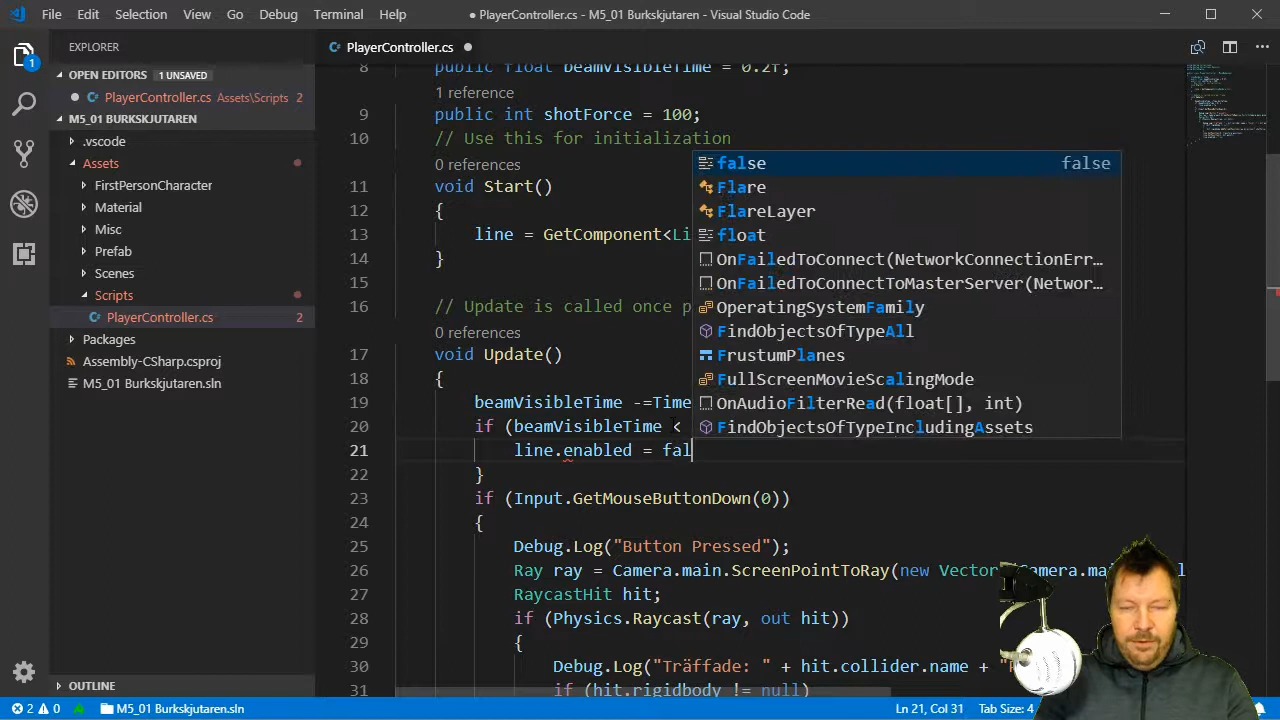 File Edit Selection View Go Debug Terminal Help
● PlayerController.cs - M5_01 Burkskjutaren - Visual Studio Code
EXPLORER
PlayerController.cs ●
OPEN EDITORS 1 UNSAVED
PlayerController.cs Assets\Scripts 2
M5_01 BURKSKJUTAREN
.vscode
Assets
FirstPersonCharacter
Material
Misc
Prefab
Scenes
Scripts
PlayerController.cs 2
Packages
Assembly-CSharp.csproj
M5_01 Burkskjutaren.sln
OUTLINE
1
8 public float beamVisibleTime = 0.2f;
1 reference
9 public int shotForce = 100;
10 // Use this for initialization
0 references
11 void Start()
12 {
13 line = GetComponent<Li
14 }
15
16 // Update is called once p
0 references
17 void Update()
18 {
19 beamVisibleTime -=Time
20 if (beamVisibleTime <
21 line.enabled = fal
22 }
23 if (Input.GetMouseButtonDown(0))
24 {
25 Debug.Log("Button Pressed");
26 Ray ray = Camera.main.ScreenPointToRay(new Vector
27 RaycastHit hit;
28 if (Physics.Raycast(ray, out hit))
29 {
30 Debug.Log("Träffade: " + hit.collider.name +
31 if (hit.rigidbody != null)
false false
Flare
FlareLayer
float
OnFailedToConnect(NetworkConnectionErr...
OnFailedToConnectToMasterServer(Networ...
OperatingSystemFamily
FindObjectsOfTypeAll
FrustumPlanes
FullScreenMovieScalingMode
OnAudioFilterRead(float[], int)
FindObjectsOfTypeIncludingAssets
2 0 M5_01 Burkskjutaren.sln
Ln 21, Col 31 Tab Size: 4